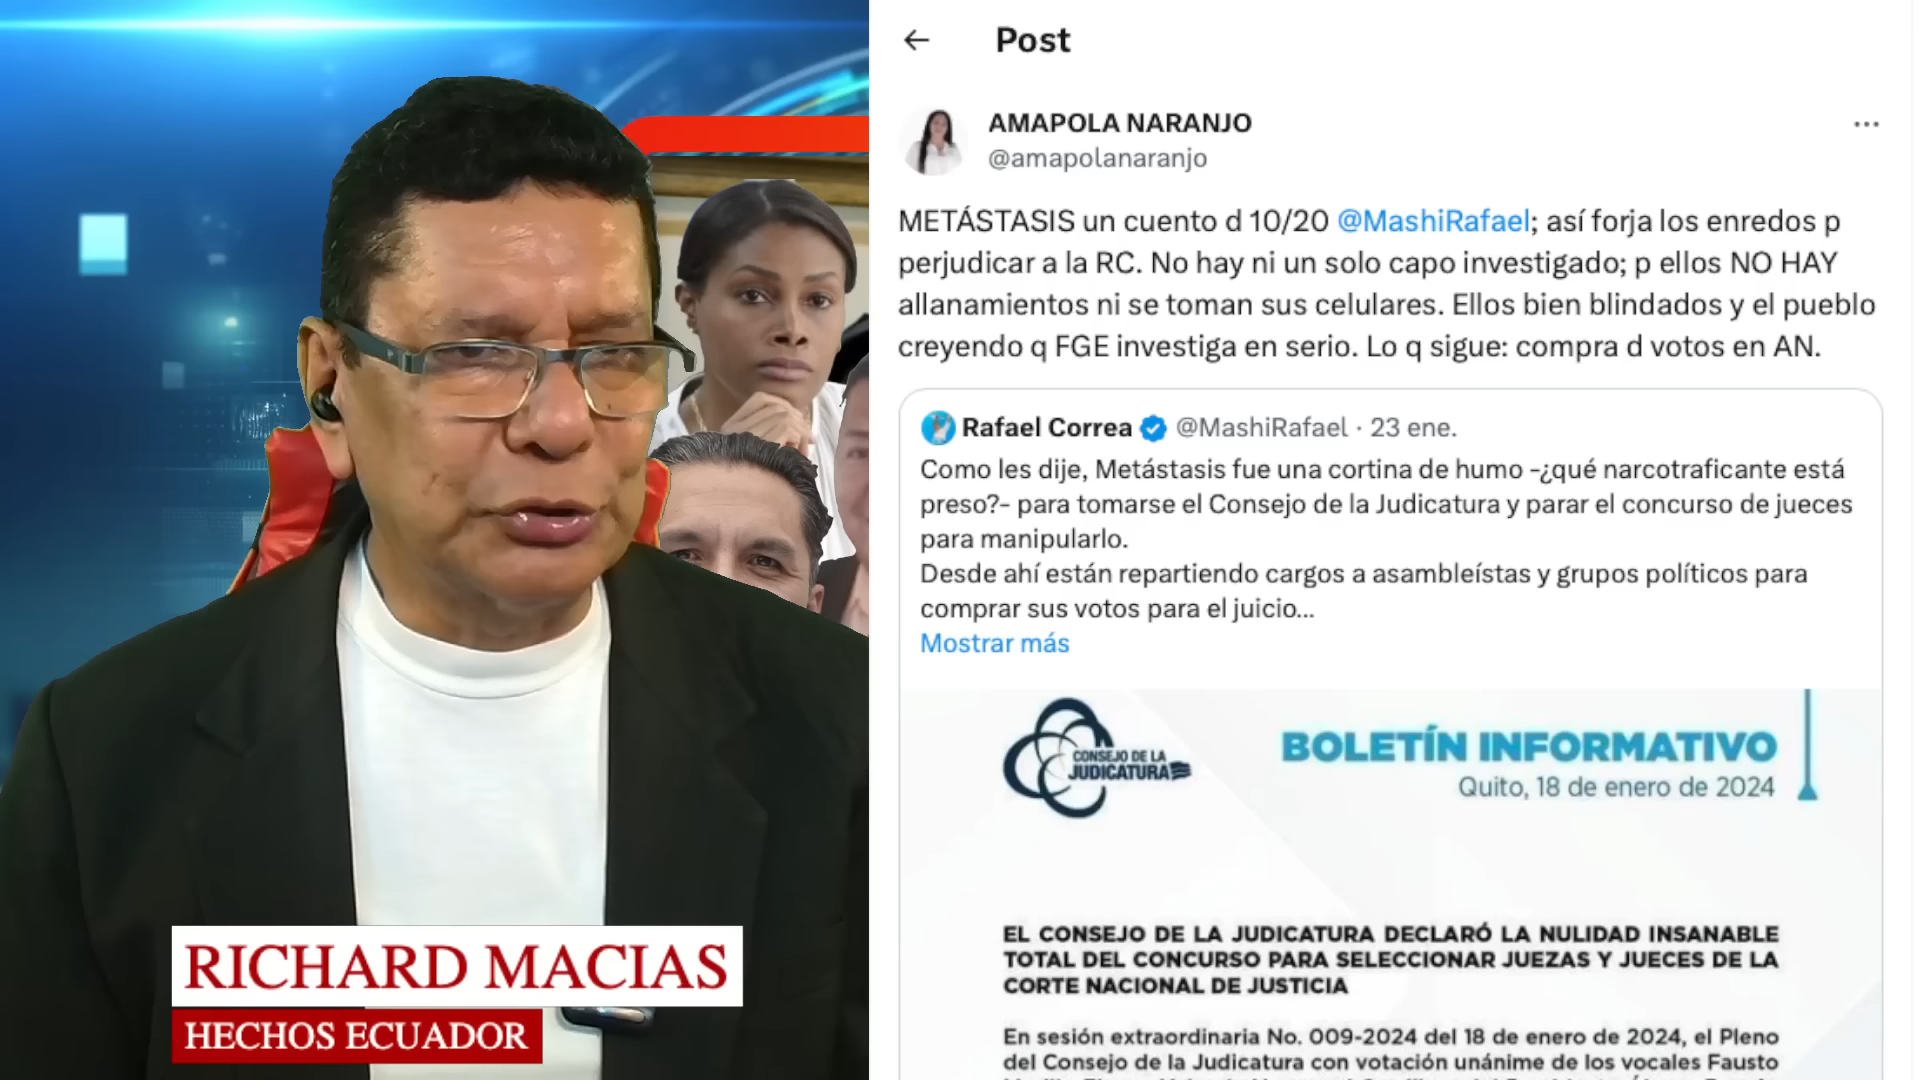 RICHARD MACIAS
HECHOS ECUADOR
Post
AMAPOLA NARANJO
@amapolanaranjo
METÁSTASIS un cuento d 10/20 @MashiRafael; así forja los enredos p
perjudicar a la RC. No hay ni un solo capo investigado; p ellos NO HAY
allanamientos ni se toman sus celulares. Ellos bien blindados y el pueblo
creyendo q FGE investiga en serio. Lo q sigue: compra d votos en AN.
Rafael Correa @MashiRafael · 23 ene.
Como les dije, Metástasis fue una cortina de humo -¿qué narcotraficante está
preso?- para tomarse el Consejo de la Judicatura y parar el concurso de jueces
para manipularlo.
Desde ahí están repartiendo cargos a asambleístas y grupos políticos para
comprar sus votos para el juicio...
Mostrar más
CONSEJO DE LA
JUDICATURA
BOLETÍN INFORMATIVO
Quito, 18 de enero de 2024
EL CONSEJO DE LA JUDICATURA DECLARÓ LA NULIDAD INSANABLE
TOTAL DEL CONCURSO PARA SELECCIONAR JUEZAS Y JUECES DE LA
CORTE NACIONAL DE JUSTICIA
En sesión extraordinaria No. 009-2024 del 18 de enero de 2024, el Pleno
del Consejo de la Judicatura con votación unánime de los vocales Fausto